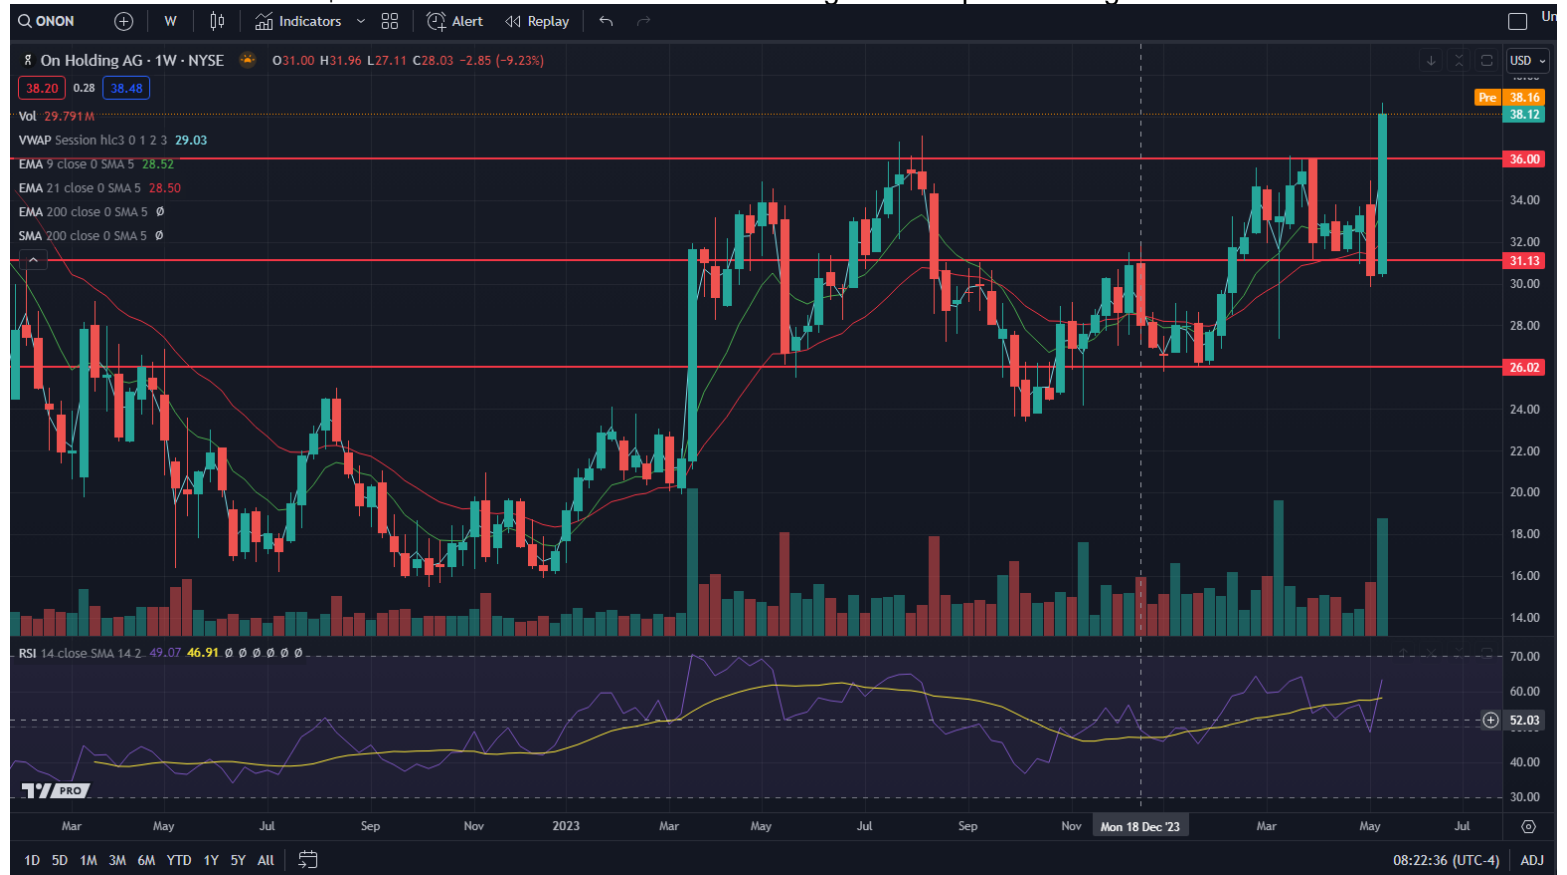 ONON W Indicators Alert Replay Un
On Holding AG · 1W · NYSE O31.00 H31.96 L27.11 C28.03 −2.85 (−9.23%) USD
38.20 0.28 38.48
Pre 38.16
Vol 29.791M
38.12
VWAP Session hlc3 0 1 2 3 29.03
EMA 9 close 0 SMA 5 28.52
36.00
EMA 21 close 0 SMA 5 28.50
34.00
EMA 200 close 0 SMA 5 Ø
SMA 200 close 0 SMA 5 Ø
32.00
31.13
30.00
28.00
26.02
24.00
22.00
20.00
18.00
16.00
14.00
RSI 14 close SMA 14 2 49.07 46.91 Ø Ø Ø Ø Ø Ø
70.00
60.00
52.03
40.00
PRO
30.00
Mar May Jul Sep Nov 2023 Mar May Jul Sep Nov Mon 18 Dec '23 Mar May Jul
1D 5D 1M 3M 6M YTD 1Y 5Y All 08:22:36 (UTC-4) ADJ